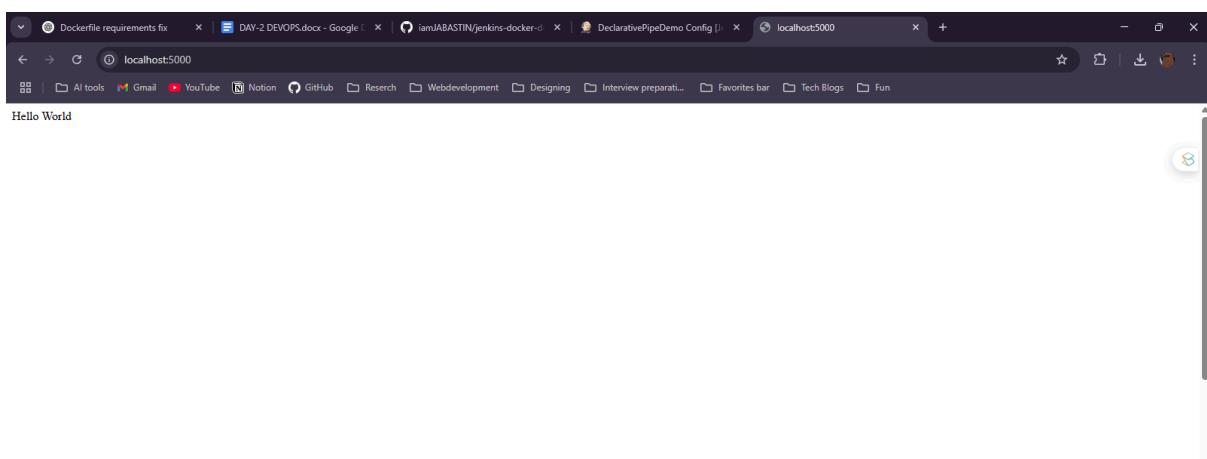 Dockerfile requirements fix
DAY-2 DEVOPS.docx - Google D
iamJABASTIN/jenkins-docker-d
DeclarativePipeDemo Config [J
localhost:5000
localhost:5000
AI tools
Gmail
YouTube
Notion
GitHub
Reserch
Webdevelopment
Designing
Interview preparati...
Favorites bar
Tech Blogs
Fun
Hello World